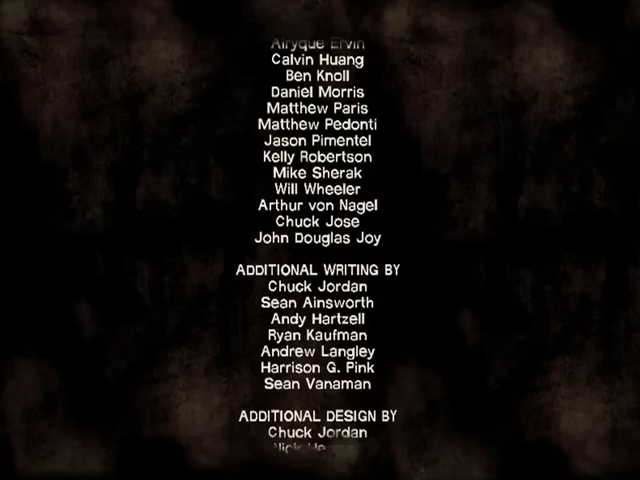 Airyque Ervin
Calvin Huang
Ben Knoll
Daniel Morris
Matthew Paris
Matthew Pedonti
Jason Pimentel
Kelly Robertson
Mike Sherak
Will Wheeler
Arthur von Nagel
Chuck Jose
John Douglas Joy
ADDITIONAL WRITING BY
Chuck Jordan
Sean Ainsworth
Andy Hartzell
Ryan Kaufman
Andrew Langley
Harrison G. Pink
Sean Vanaman
ADDITIONAL DESIGN BY
Chuck Jordan